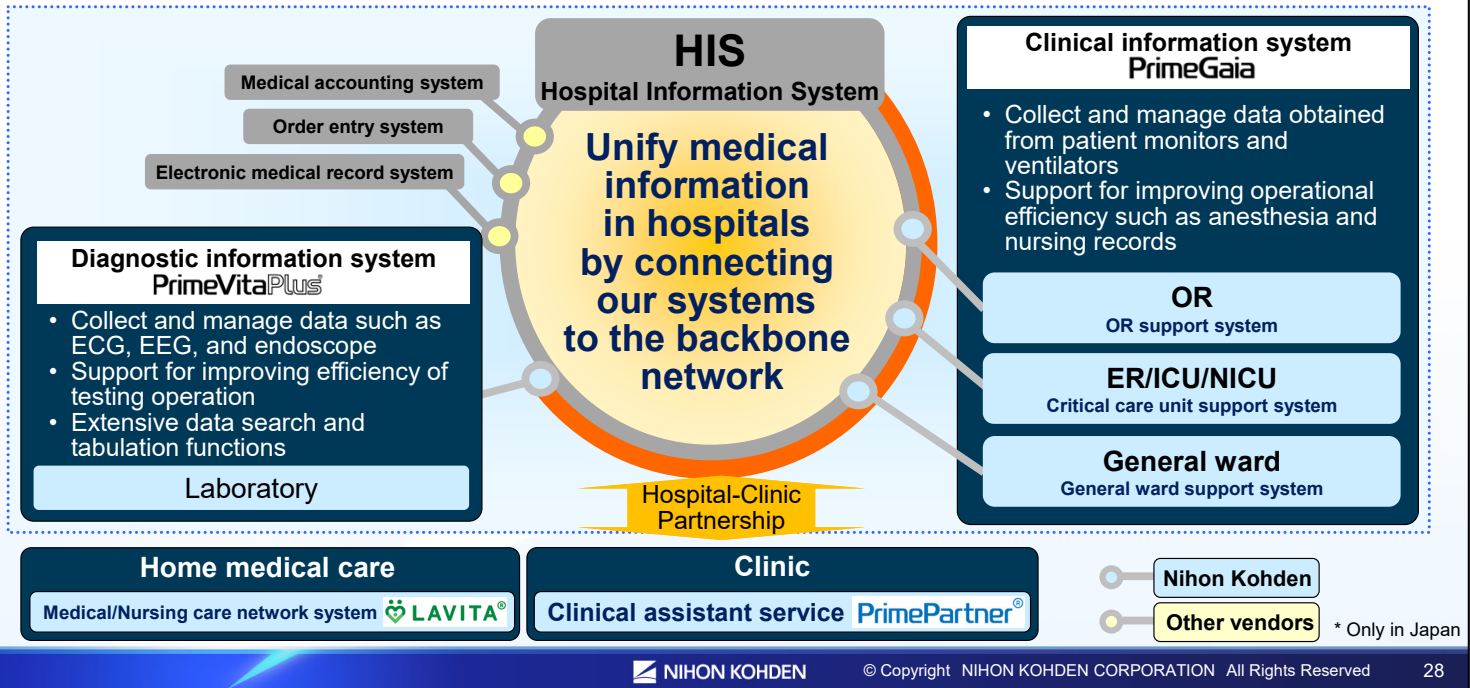 HIS
Hospital Information System
Medical accounting system
Order entry system
Electronic medical record system
Unify medical
information
in hospitals
by connecting
our systems
to the backbone
network
Diagnostic information system
PrimeVitaPlus
• Collect and manage data such as
ECG, EEG, and endoscope
• Support for improving efficiency of
testing operation
• Extensive data search and
tabulation functions
Laboratory
Clinical information system
PrimeGaia
• Collect and manage data obtained
from patient monitors and
ventilators
• Support for improving operational
efficiency such as anesthesia and
nursing records
OR
OR support system
ER/ICU/NICU
Critical care unit support system
General ward
General ward support system
Hospital-Clinic
Partnership
Home medical care
Medical/Nursing care network system LAVITA®
Clinic
Clinical assistant service PrimePartner®
Nihon Kohden
Other vendors
* Only in Japan
NIHON KOHDEN © Copyright NIHON KOHDEN CORPORATION All Rights Reserved 28